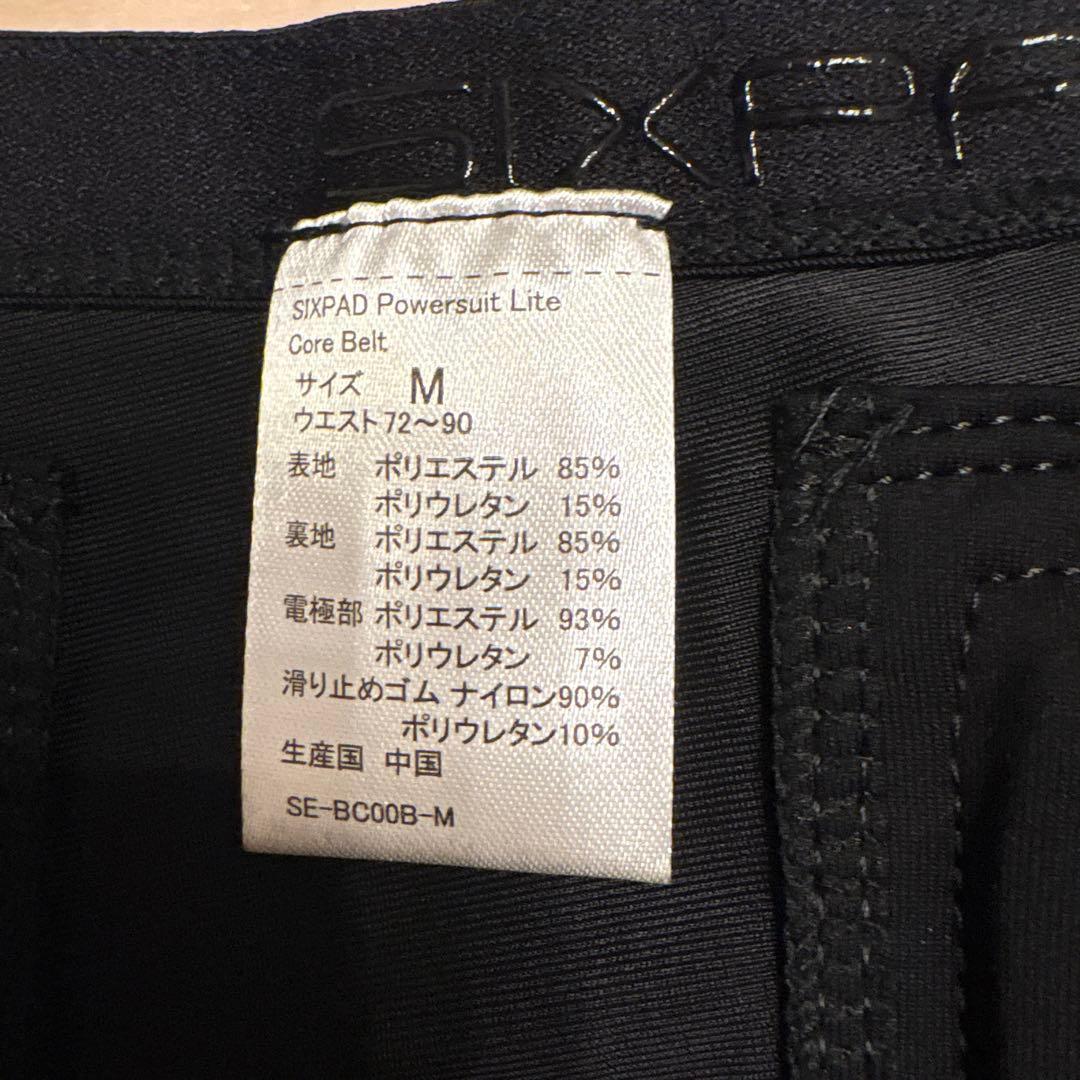 SIXPA
SIXPAD Powersuit Lite
Core Belt
サイズ M
ウエスト72～90
表地 ポリエステル 85%
ポリウレタン 15%
裏地 ポリエステル 85%
ポリウレタン 15%
電極部 ポリエステル 93%
ポリウレタン 7%
滑り止めゴム ナイロン90%
ポリウレタン10%
生産国 中国
SE-BC00B-M